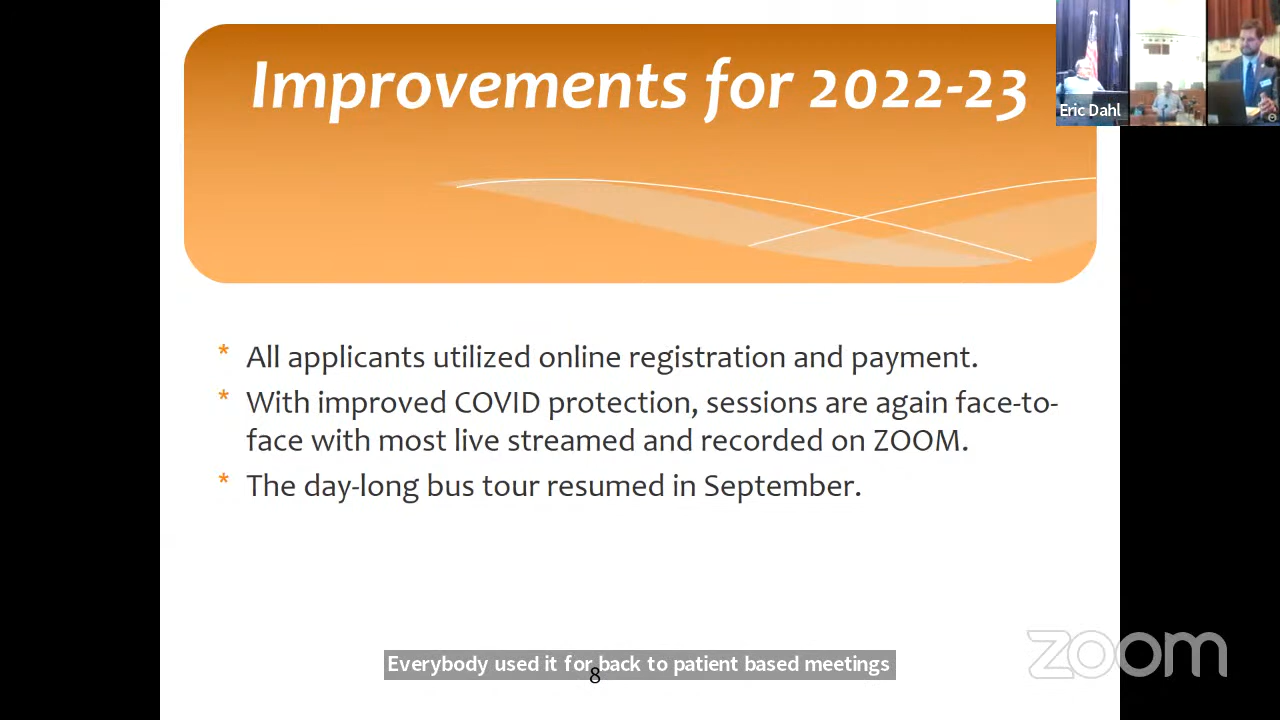 Improvements for 2022-23
Eric Dahl
* All applicants utilized online registration and payment.
* With improved COVID protection, sessions are again face-to-
face with most live streamed and recorded on ZOOM.
* The day-long bus tour resumed in September.
Everybody used it for back to patient based meetings
8
zoom